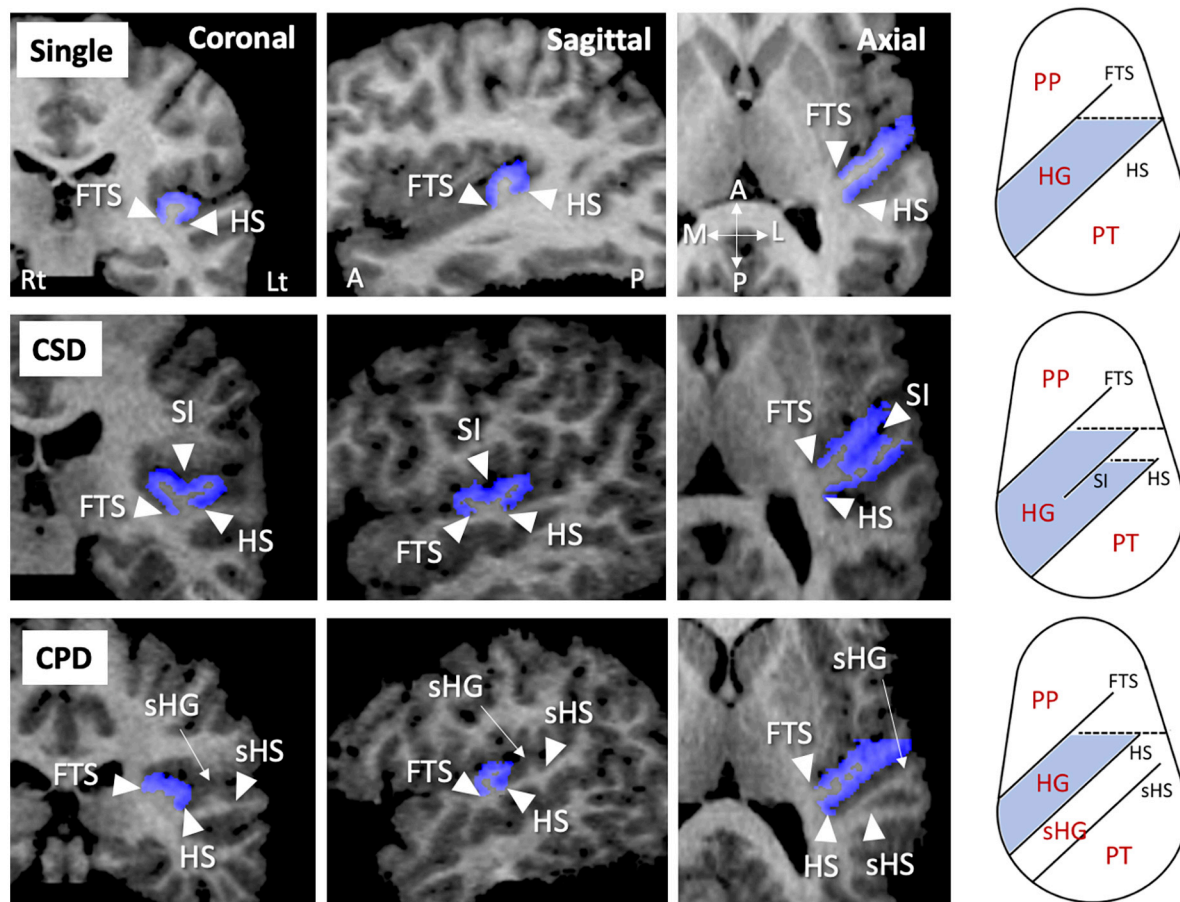 Single
Coronal
FTS
HS
Rt
Lt
Sagittal
FTS
HS
A
P
Axial
FTS
HS
A
M
L
P
PP
FTS
HG
HS
PT
CSD
SI
FTS
HS
SI
FTS
HS
SI
FTS
HS
PP
FTS
SI
HS
HG
PT
CPD
sHG
sHS
FTS
HS
sHG
sHS
FTS
HS
sHG
FTS
HS
sHS
PP
FTS
HS
HG
sHS
sHG
PT